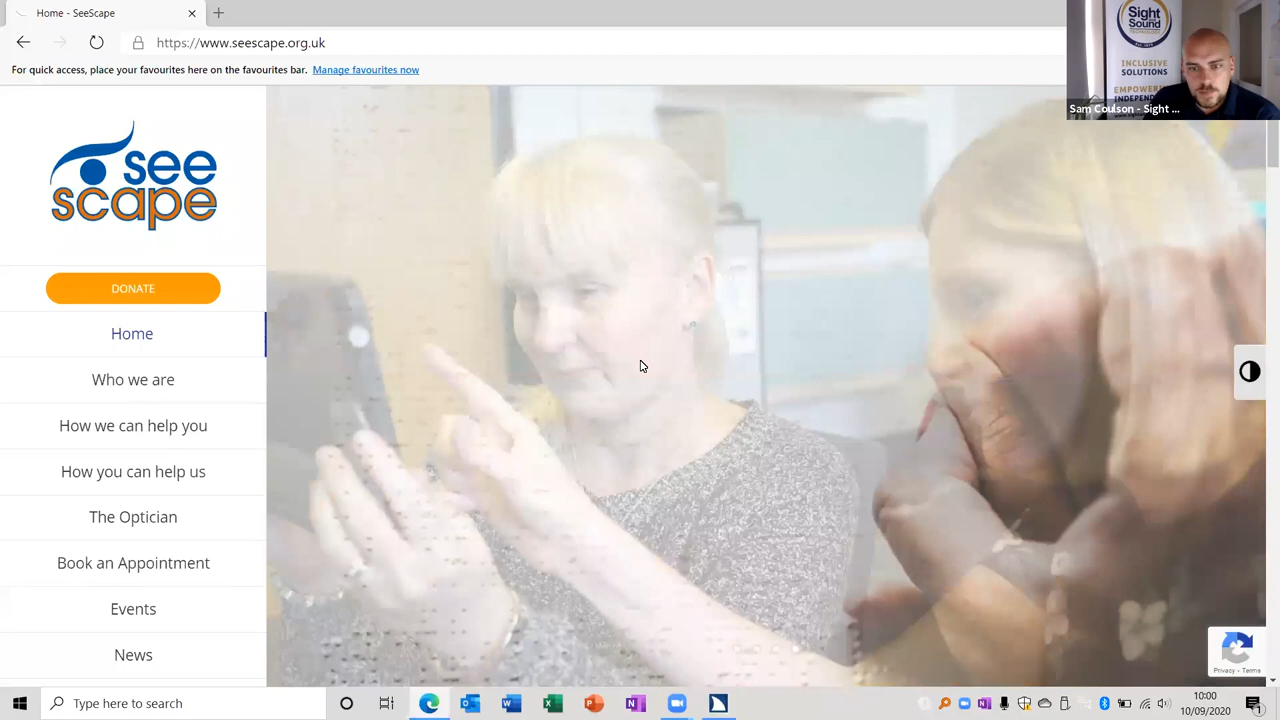 Home - SeeScape
https://www.seescape.org.uk
For quick access, place your favourites here on the favourites bar. Manage favourites now
see
scape
DONATE
Home
Who we are
How we can help you
How you can help us
The Optician
Book an Appointment
Events
News
Sight
Sound
TECHNOLOGY
INCLUSIVE
SOLUTIONS
Sam Coulson - Sight ...
Privacy - Terms
Type here to search
10:00
10/09/2020